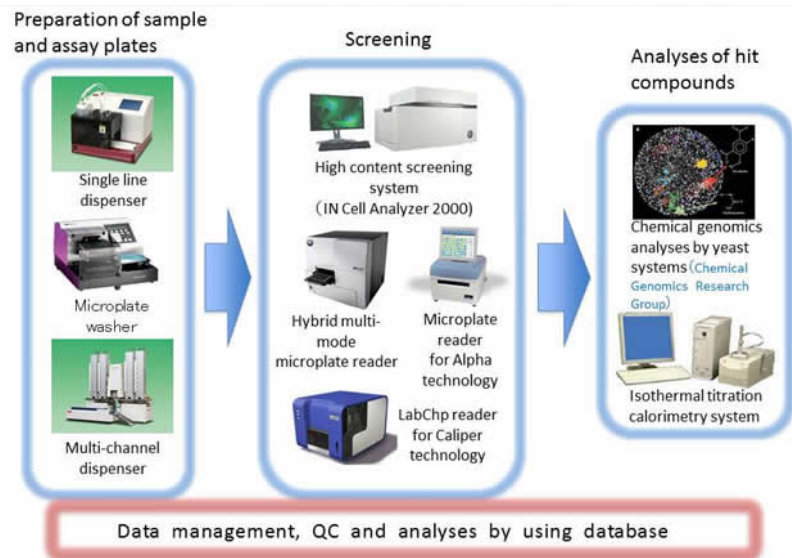 Preparation of sample
and assay plates
Single line
dispenser
Microplate
washer
Multi-channel
dispenser
Screening
High content screening
system
(IN Cell Analyzer 2000)
Hybrid multi-
mode
microplate reader
Microplate
reader
for Alpha
technology
LabChp reader
for Caliper
technology
Analyses of hit
compounds
Chemical genomics
analyses by yeast
systems(Chemical
Genomics Research
Group)
Isothermal titration
calorimetry system
Data management, QC and analyses by using database